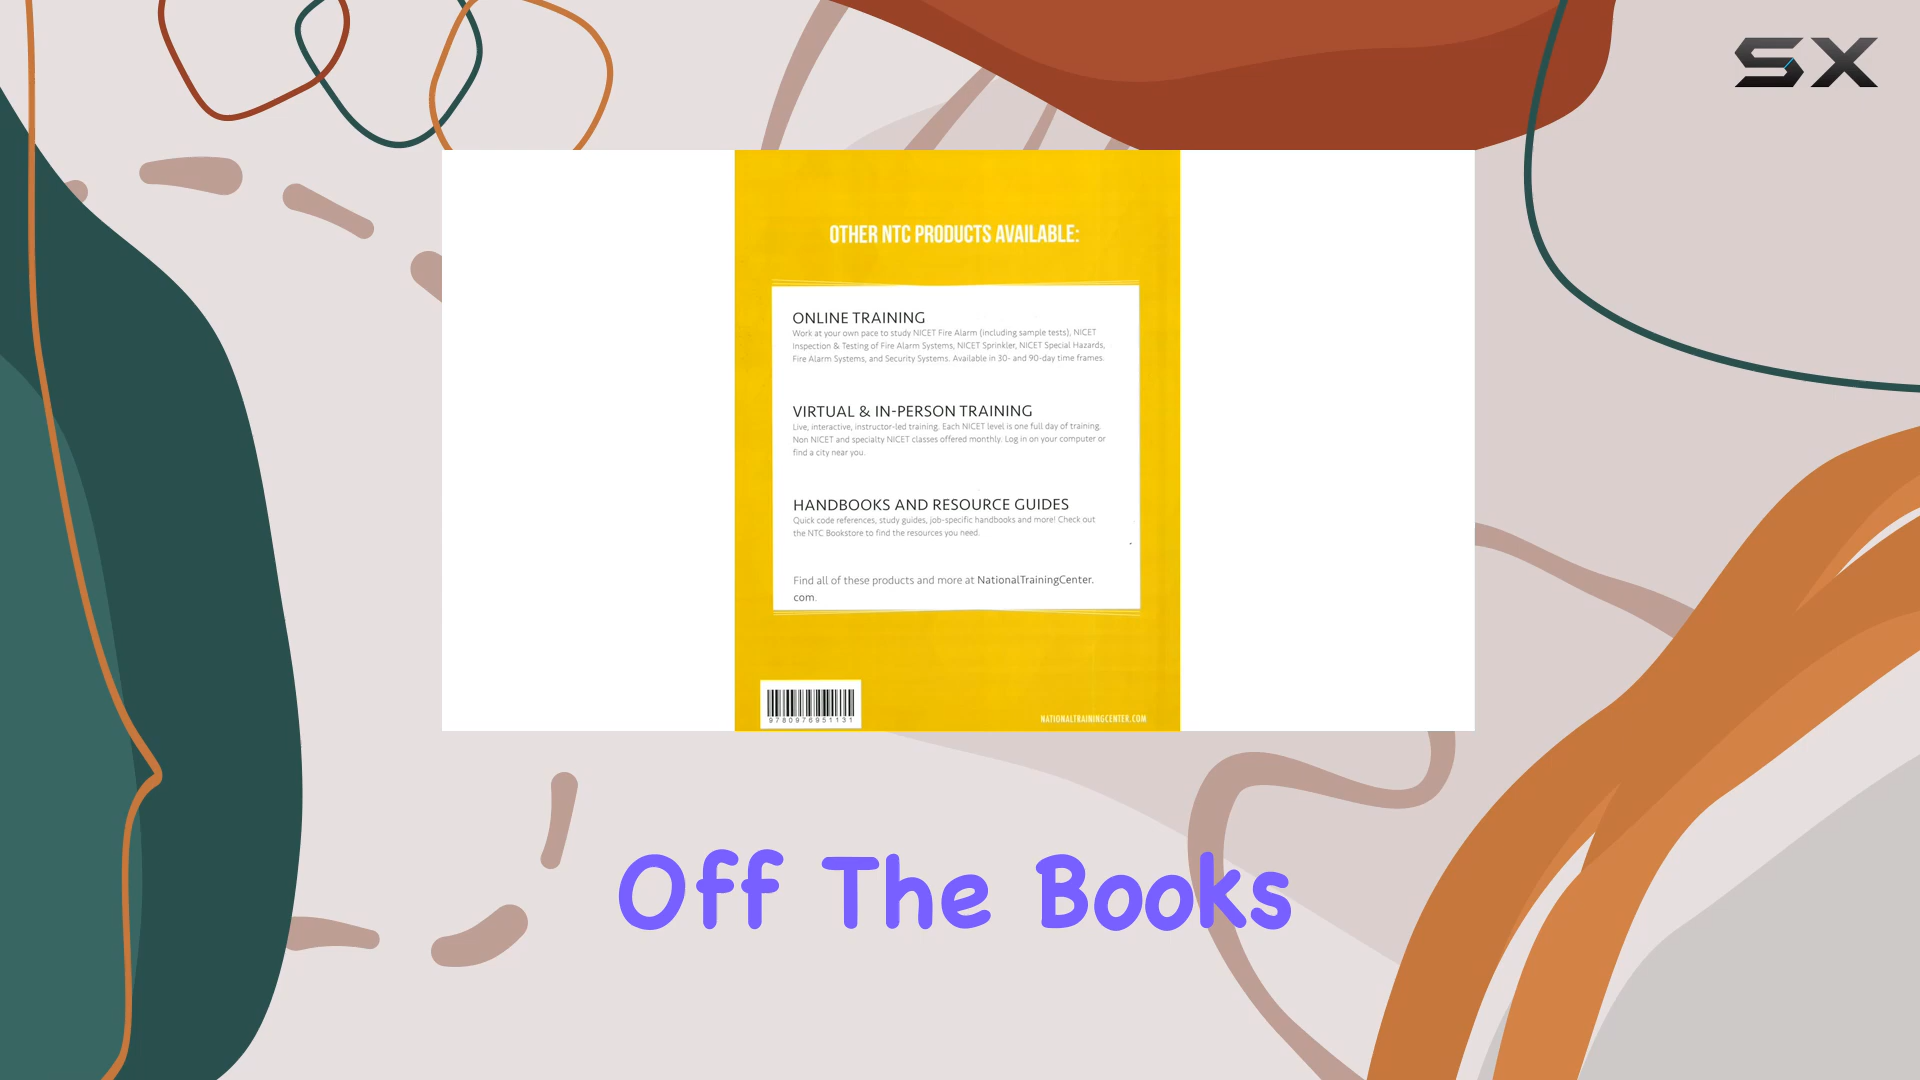 SX
OTHER NTC PRODUCTS AVAILABLE:
ONLINE TRAINING
Work at your own pace to study NICET Fire Alarm (including sample tests), NICET
Inspection & Testing of Fire Alarm Systems, NICET Sprinkler, NICET Special Hazards,
Fire Alarm Systems, and Security Systems. Available in 30- and 90-day time frames.
VIRTUAL & IN-PERSON TRAINING
Live, interactive, instructor-led training. Each NICET level is one full day of training.
Non NICET and specialty NICET classes offered monthly. Log in on your computer or
find a city near you.
HANDBOOKS AND RESOURCE GUIDES
Quick code references, study guides, job-specific handbooks and more! Check out
the NTC Bookstore to find the resources you need.
Find all of these products and more at NationalTrainingCenter.
com.
9780976951131
NATIONALTRAININGCENTER.COM
Off The Books